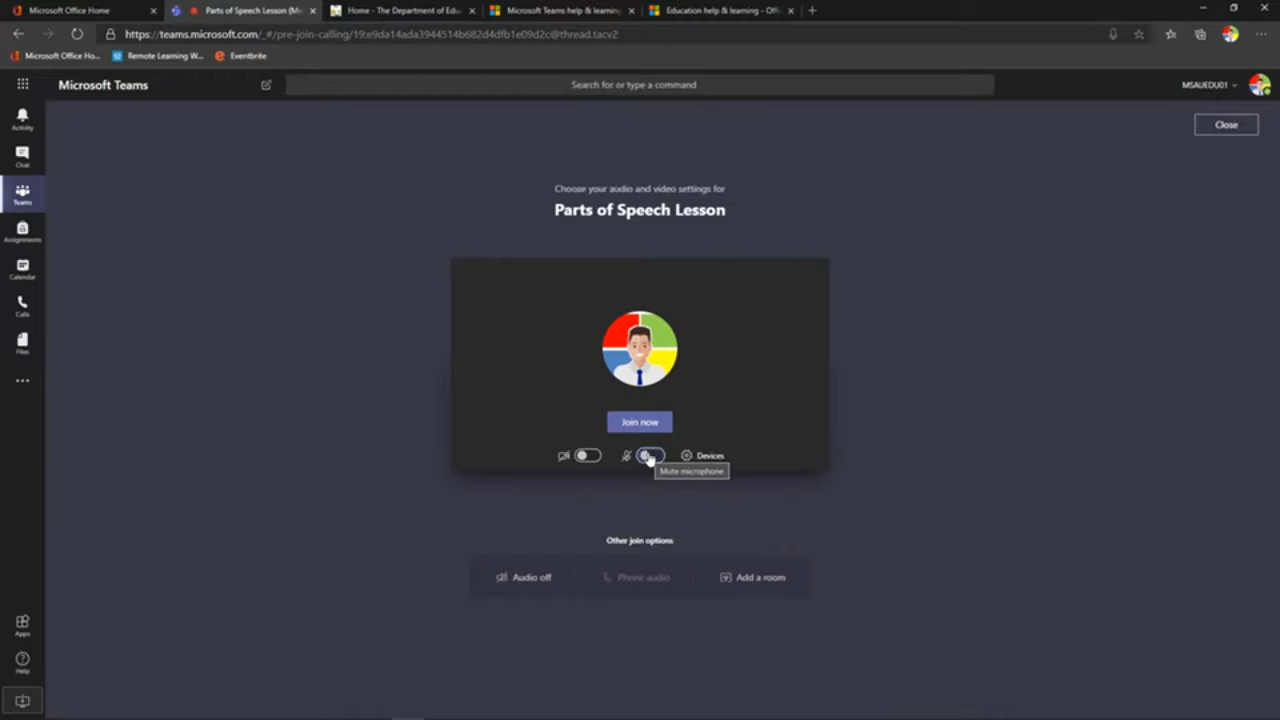 Microsoft Office Home
Parts of Speech Lesson (M
Home - The Department of Edu
Microsoft Teams help & learning
Education help & learning - Offi
https://teams.microsoft.com/_#/pre-join-calling/19:e9da14ada3944514b682d4dfb1e09d2c@thread.tacv2
Microsoft Office Ho...
Remote Learning W...
Eventbrite
Microsoft Teams
Search for or type a command
MSAUEDU01
Activity
Chat
Teams
Assignments
Calendar
Calls
Files
Close
Choose your audio and video settings for
Parts of Speech Lesson
Join now
Devices
Mute microphone
Other join options
Audio off
Phone audio
Add a room
Apps
Help